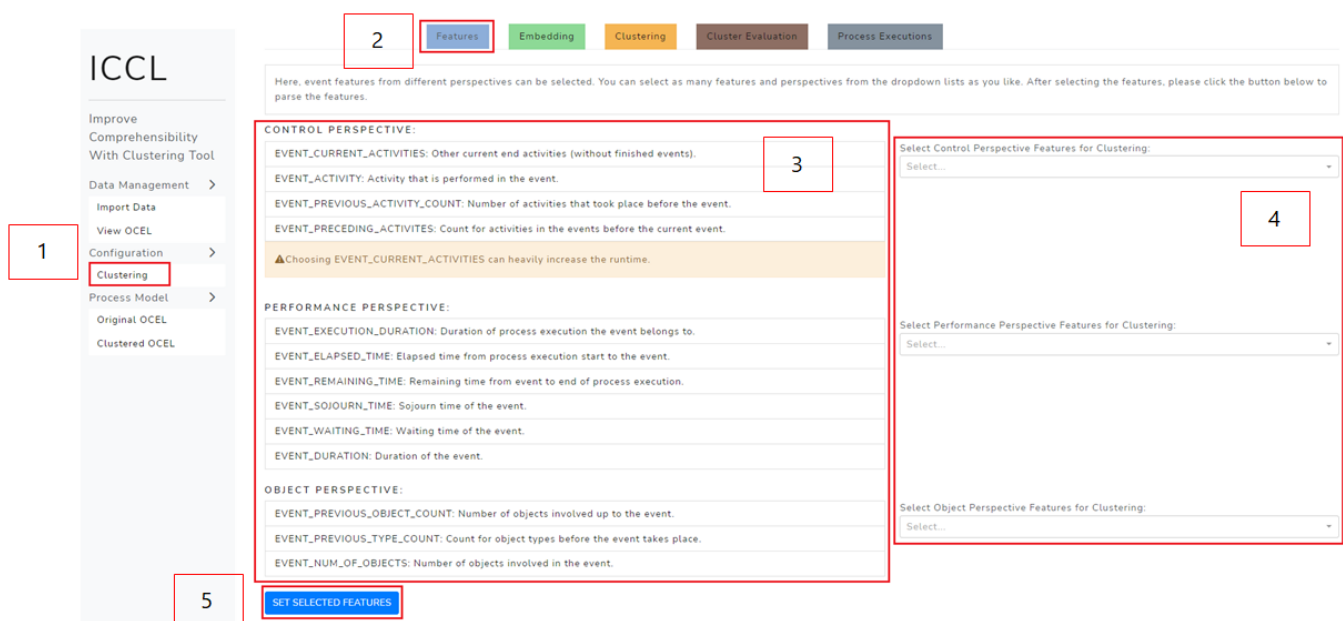 2
Features
Embedding
Clustering
Cluster Evaluation
Process Executions
ICCL
Improve
Comprehensibility
With Clustering Tool
Data Management
Import Data
View OCEL
1
Configuration
Clustering
Process Model
Original OCEL
Clustered OCEL
Here, event features from different perspectives can be selected. You can select as many features and perspectives from the dropdown lists as you like. After selecting the features, please click the button below to
parse the features.
CONTROL PERSPECTIVE:
EVENT_CURRENT_ACTIVITIES: Other current end activities (without finished events).
EVENT_ACTIVITY: Activity that is performed in the event.
EVENT_PREVIOUS_ACTIVITY_COUNT: Number of activities that took place before the event.
EVENT_PRECEDING_ACTIVITES: Count for activities in the events before the current event.
Choosing EVENT_CURRENT_ACTIVITIES can heavily increase the runtime.
3
Select Control Perspective Features for Clustering:
Select...
4
PERFORMANCE PERSPECTIVE:
EVENT_EXECUTION_DURATION: Duration of process execution the event belongs to.
EVENT_ELAPSED_TIME: Elapsed time from process execution start to the event.
EVENT_REMAINING_TIME: Remaining time from event to end of process execution.
EVENT_SOJOURN_TIME: Sojourn time of the event.
EVENT_WAITING_TIME: Waiting time of the event.
EVENT_DURATION: Duration of the event.
Select Performance Perspective Features for Clustering:
Select...
OBJECT PERSPECTIVE:
EVENT_PREVIOUS_OBJECT_COUNT: Number of objects involved up to the event.
EVENT_PREVIOUS_TYPE_COUNT: Count for object types before the event takes place.
EVENT_NUM_OF_OBJECTS: Number of objects involved in the event.
Select Object Perspective Features for Clustering:
Select...
5
SET SELECTED FEATURES